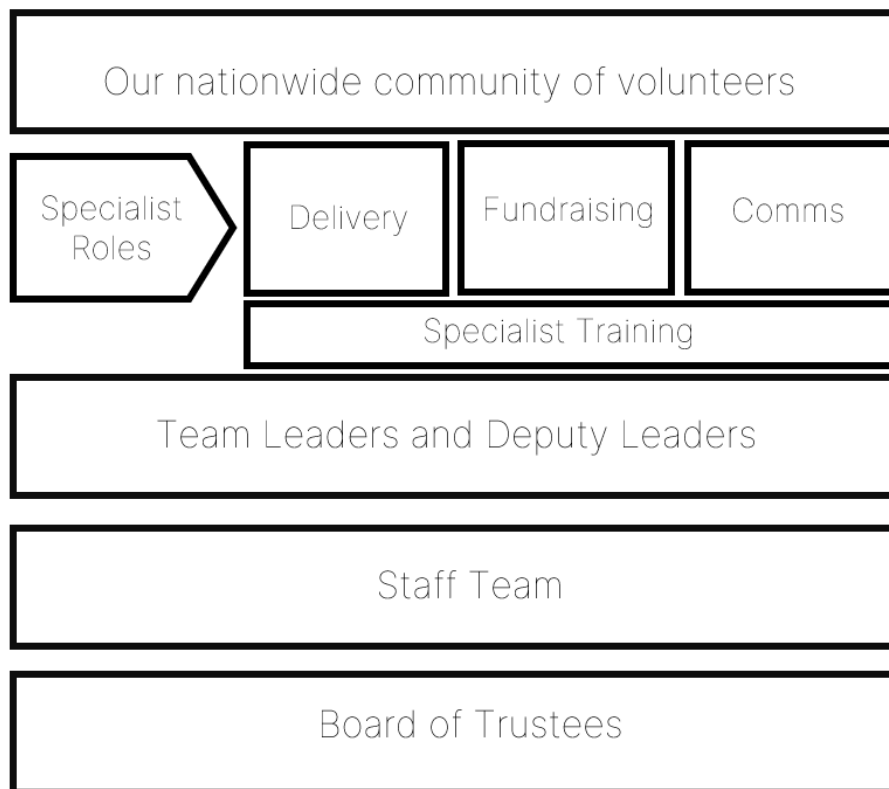 Our nationwide community of volunteers
Specialist
Roles
Delivery
Fundraising
Comms
Specialist Training
Team Leaders and Deputy Leaders
Staff Team
Board of Trustees